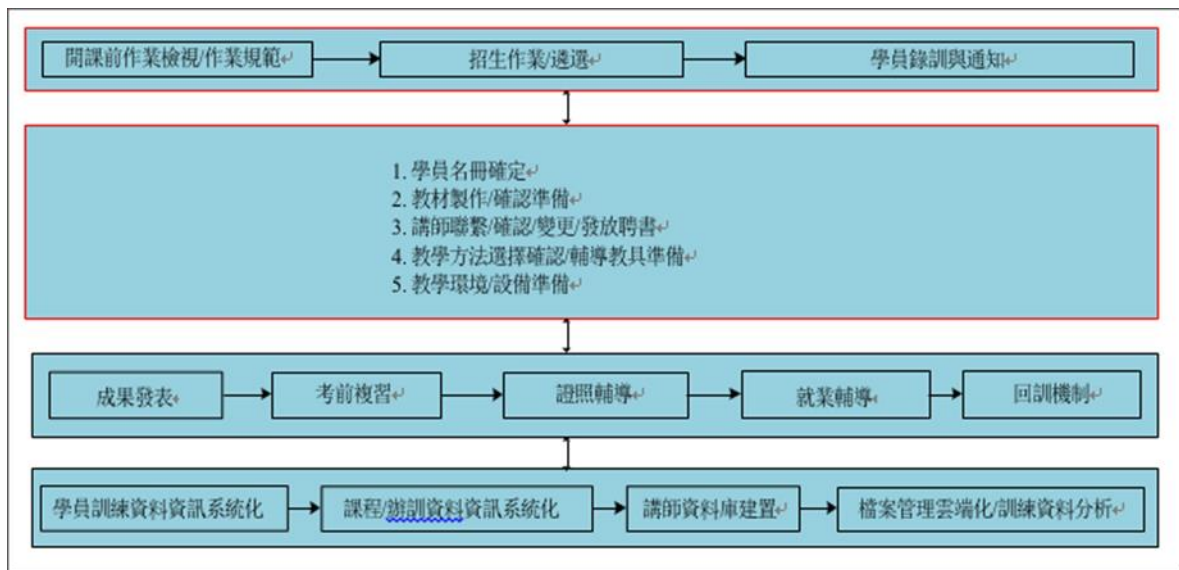 開課前作業檢視/作業規範
招生作業/遴選
學員錄訓與通知
1. 學員名冊確定
2. 教材製作/確認準備
3. 講師聯繫/確認/變更/發放聘書
4. 教學方法選擇確認/輔導教具準備
5. 教學環境/設備準備
成果發表
考前複習
證照輔導
就業輔導
回訓機制
學員訓練資料資訊系統化
課程/辦訓資料資訊系統化
講師資料庫建置
檔案管理雲端化/訓練資料分析